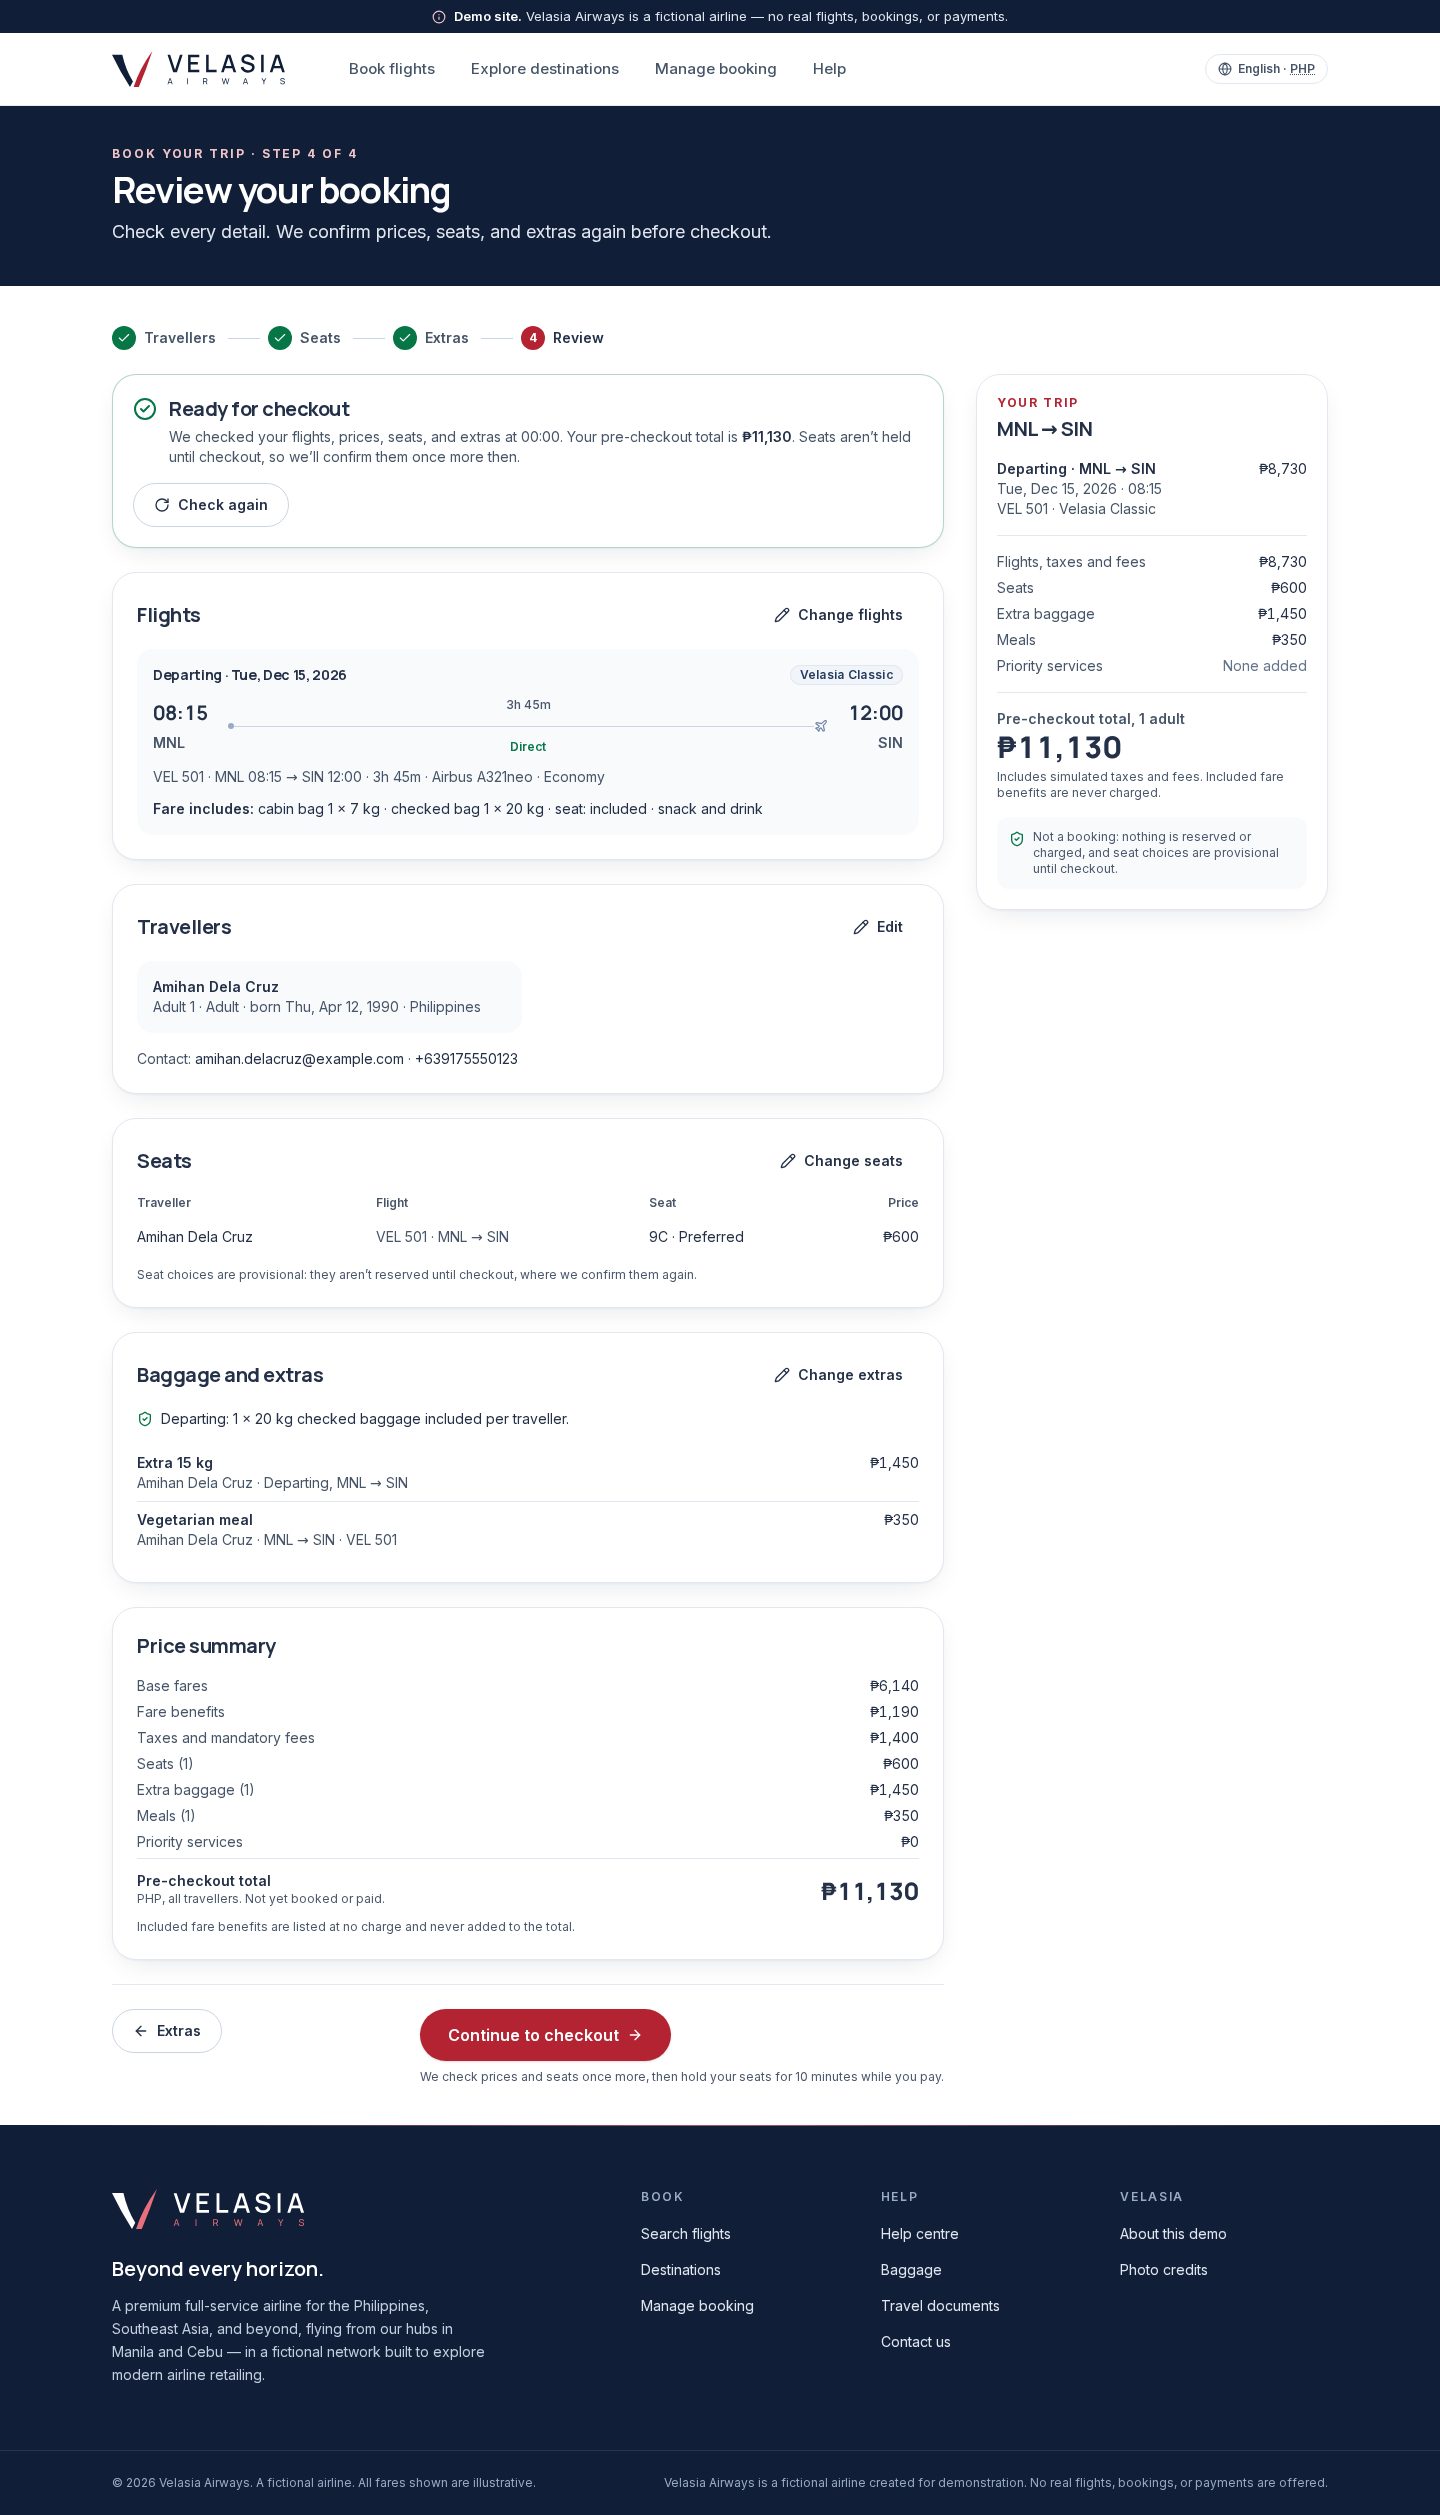 Demo site. Velasia Airways is a fictional airline — no real flights, bookings, or payments.
VELASIA
AIRWAYS
Book flights
Explore destinations
Manage booking
Help
English · PHP
BOOK YOUR TRIP · STEP 4 OF 4
Review your booking
Check every detail. We confirm prices, seats, and extras again before checkout.
Travellers
Seats
Extras
4 Review
Ready for checkout
We checked your flights, prices, seats, and extras at 00:00. Your pre-checkout total is ₱11,130. Seats aren’t held
until checkout, so we’ll confirm them once more then.
Check again
Flights
Change flights
Departing · Tue, Dec 15, 2026
Velasia Classic
08:15
3h 45m
12:00
MNL
Direct
SIN
VEL 501 · MNL 08:15 → SIN 12:00 · 3h 45m · Airbus A321neo · Economy
Fare includes: cabin bag 1 × 7 kg · checked bag 1 × 20 kg · seat: included · snack and drink
Travellers
Edit
Amihan Dela Cruz
Adult 1 · Adult · born Thu, Apr 12, 1990 · Philippines
Contact: amihan.delacruz@example.com · +639175550123
Seats
Change seats
Traveller Flight Seat Price
Amihan Dela Cruz VEL 501 · MNL → SIN 9C · Preferred ₱600
Seat choices are provisional: they aren’t reserved until checkout, where we confirm them again.
Baggage and extras
Change extras
Departing: 1 × 20 kg checked baggage included per traveller.
Extra 15 kg ₱1,450
Amihan Dela Cruz · Departing, MNL → SIN
Vegetarian meal ₱350
Amihan Dela Cruz · MNL → SIN · VEL 501
Price summary
Base fares ₱6,140
Fare benefits ₱1,190
Taxes and mandatory fees ₱1,400
Seats (1) ₱600
Extra baggage (1) ₱1,450
Meals (1) ₱350
Priority services ₱0
Pre-checkout total
PHP, all travellers. Not yet booked or paid.
₱11,130
Included fare benefits are listed at no charge and never added to the total.
Extras
Continue to checkout
We check prices and seats once more, then hold your seats for 10 minutes while you pay.
YOUR TRIP
MNL → SIN
Departing · MNL → SIN ₱8,730
Tue, Dec 15, 2026 · 08:15
VEL 501 · Velasia Classic
Flights, taxes and fees ₱8,730
Seats ₱600
Extra baggage ₱1,450
Meals ₱350
Priority services None added
Pre-checkout total, 1 adult
₱11,130
Includes simulated taxes and fees. Included fare
benefits are never charged.
Not a booking: nothing is reserved or
charged, and seat choices are provisional
until checkout.
VELASIA
AIRWAYS
Beyond every horizon.
A premium full-service airline for the Philippines,
Southeast Asia, and beyond, flying from our hubs in
Manila and Cebu — in a fictional network built to explore
modern airline retailing.
BOOK
Search flights
Destinations
Manage booking
HELP
Help centre
Baggage
Travel documents
Contact us
VELASIA
About this demo
Photo credits
© 2026 Velasia Airways. A fictional airline. All fares shown are illustrative.
Velasia Airways is a fictional airline created for demonstration. No real flights, bookings, or payments are offered.